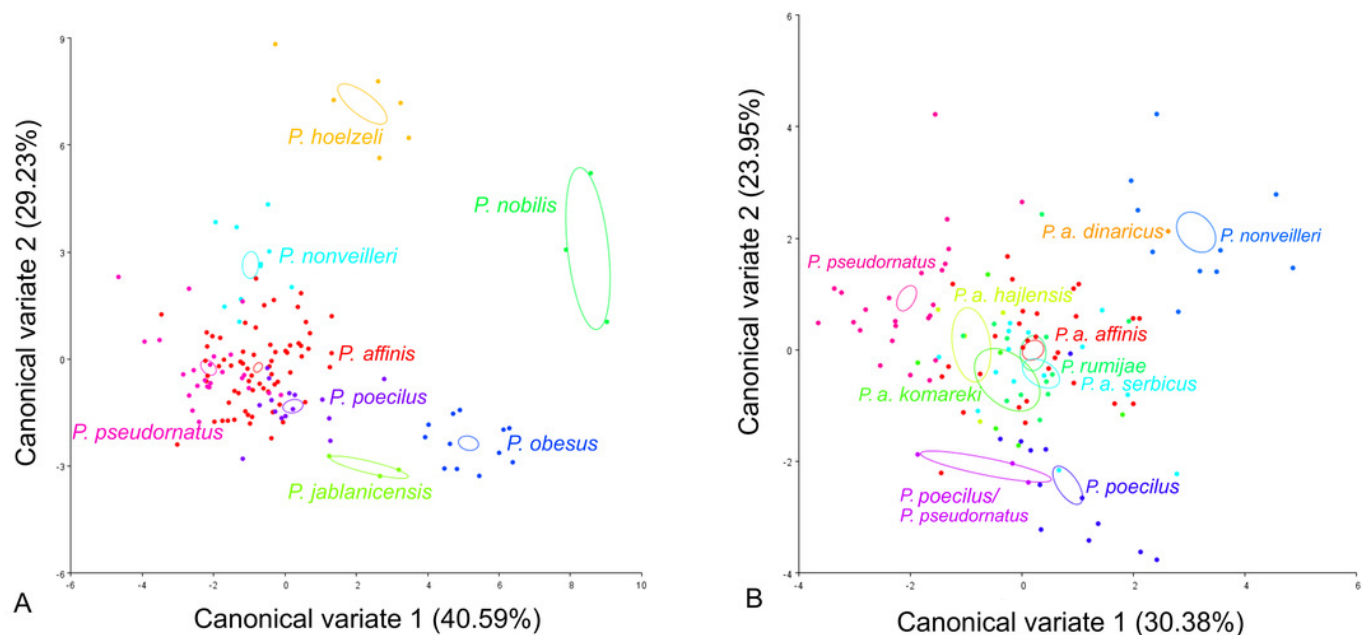 9
6
3
0
-3
-6
-6
-4
-2
0
2
4
6
8
10
Canonical variate 2 (29.23%)
Canonical variate 1 (40.59%)
P. hoelzeli
P. nobilis
P. nonveilleri
P. affinis
P. poecilus
P. pseudornatus
P. obesus
P. jablanicensis
A
6
4
2
0
-2
-4
-4
-2
0
2
4
6
Canonical variate 2 (23.95%)
Canonical variate 1 (30.38%)
P. a. dinaricus
P. nonveilleri
P. pseudornatus
P. a. hajlensis
P. a. affinis
P. rumijae
P. a. serbicus
P. a. komareki
P. poecilus
P. poecilus/
P. pseudornatus
B